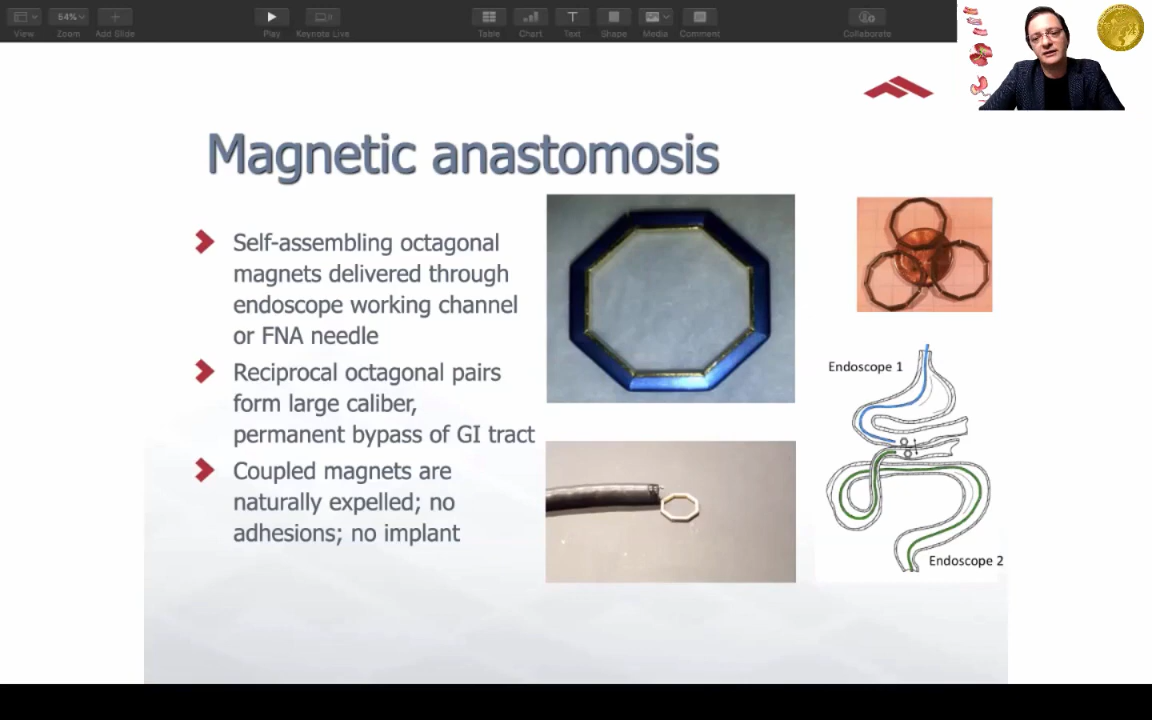 64%
View
Zoom
Add Slide
Play
Keynote Live
Table
Chart
Text
Shape
Media
Comment
Collaborate
Magnetic anastomosis
Self-assembling octagonal
magnets delivered through
endoscope working channel
or FNA needle
Reciprocal octagonal pairs
form large caliber,
permanent bypass of GI tract
Coupled magnets are
naturally expelled; no
adhesions; no implant
Endoscope 1
Endoscope 2